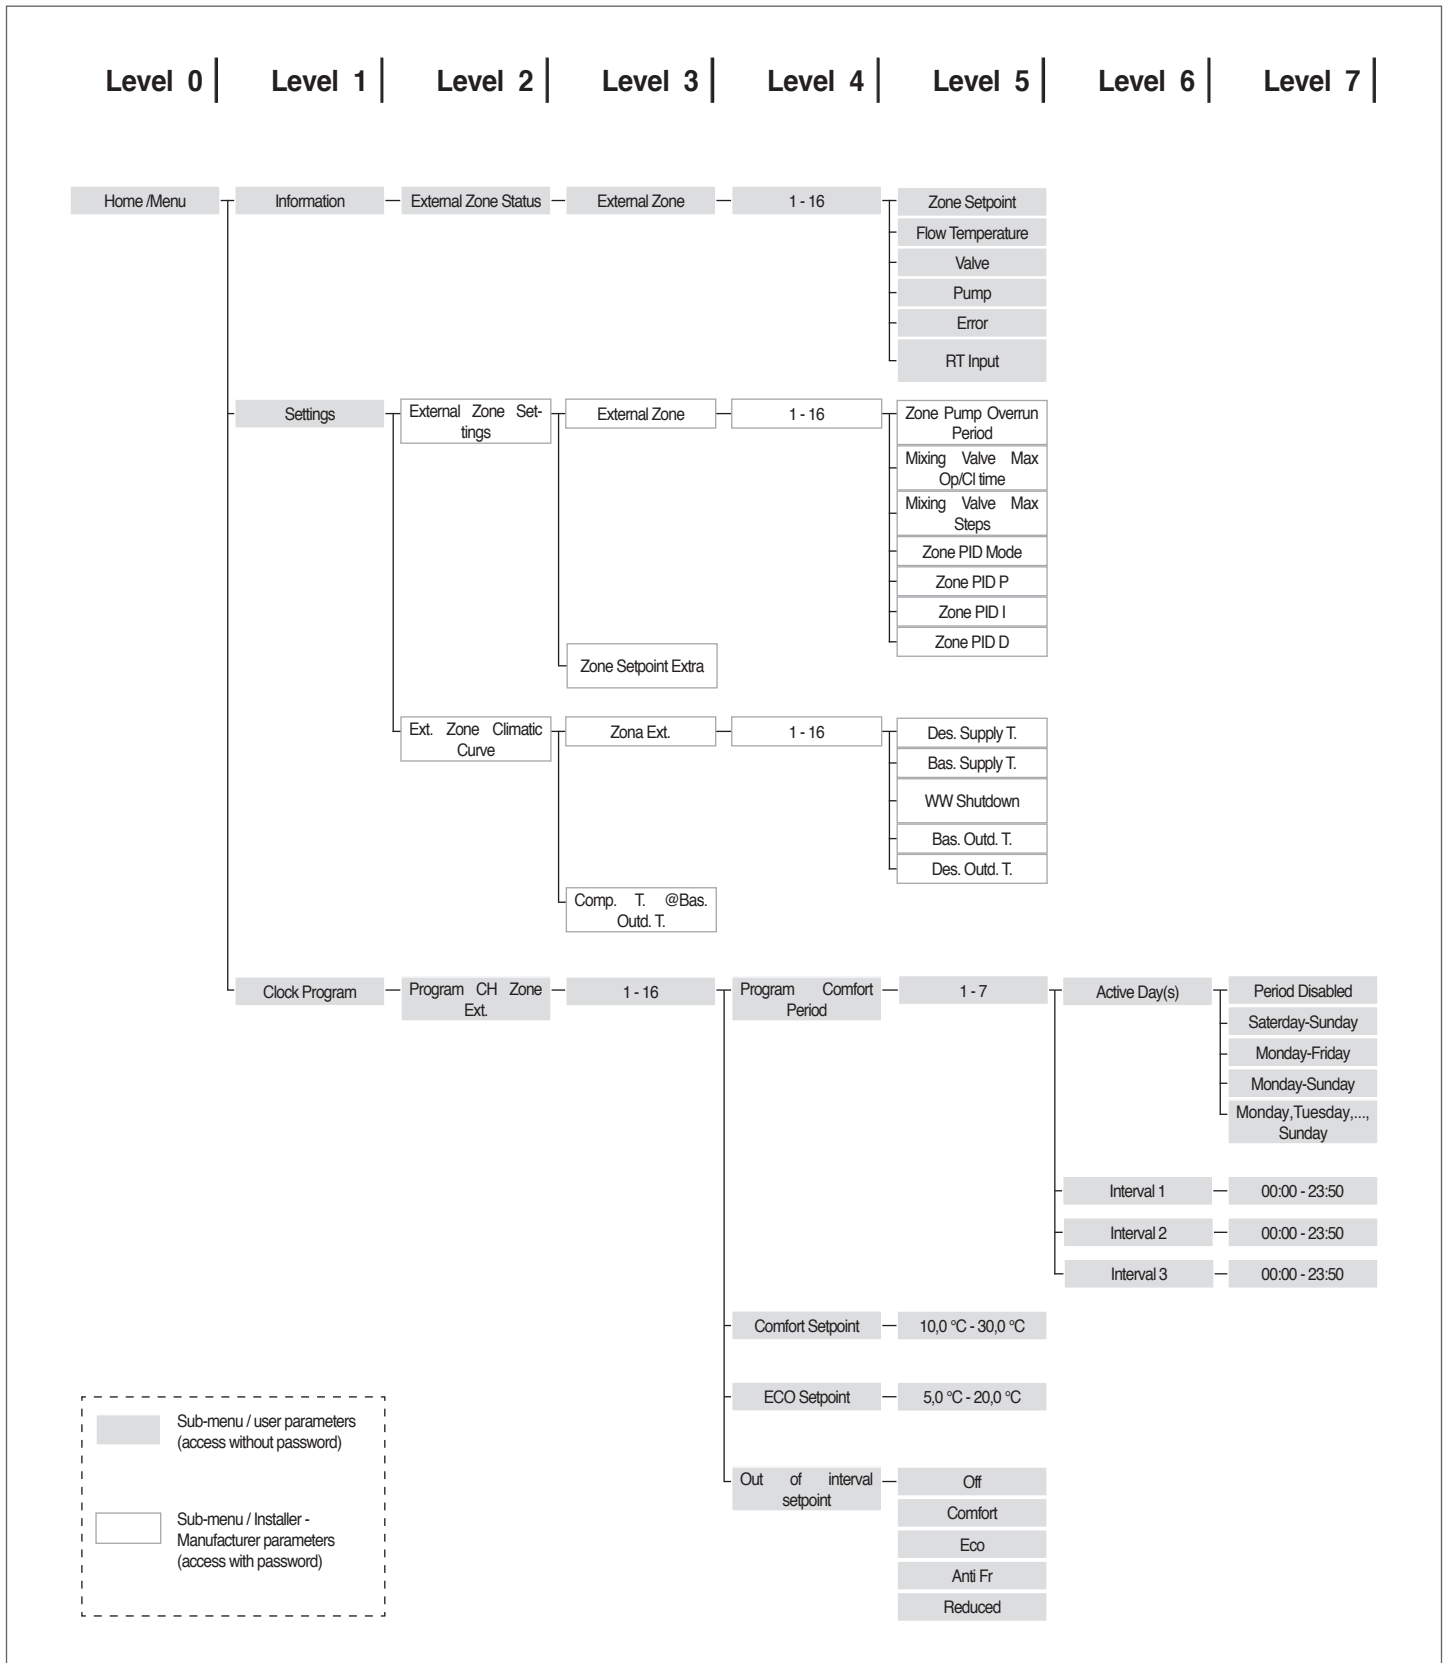 Level 0 Level 1 Level 2 Level 3 Level 4 Level 5 Level 6 Level 7
Home /Menu Information External Zone Status External Zone 1 - 16 Zone Setpoint
Flow Temperature
Valve
Pump
Error
RT Input
Settings External Zone Set-
tings
External Zone 1 - 16 Zone Pump Overrun
Period
Mixing Valve Max
Op/Cl time
Mixing Valve Max
Steps
Zone PID Mode
Zone PID P
Zone PID I
Zone PID D
Zone Setpoint Extra
Ext. Zone Climatic
Curve
Zona Ext. 1 - 16 Des. Supply T.
Bas. Supply T.
WW Shutdown
Bas. Outd. T.
Des. Outd. T.
Comp. T. @Bas.
Outd. T.
Clock Program Program CH Zone
Ext.
1 - 16 Program Comfort
Period
1 - 7 Active Day(s) Period Disabled
Saterday-Sunday
Monday-Friday
Monday-Sunday
Monday,Tuesday,...,
Sunday
Interval 1 00:00 - 23:50
Interval 2 00:00 - 23:50
Interval 3 00:00 - 23:50
Comfort Setpoint 10,0 °C - 30,0 °C
ECO Setpoint 5,0 °C - 20,0 °C
Out of interval
setpoint
Off
Comfort
Eco
Anti Fr
Reduced
Sub-menu / user parameters
(access without password)
Sub-menu / Installer -
Manufacturer parameters
(access with password)